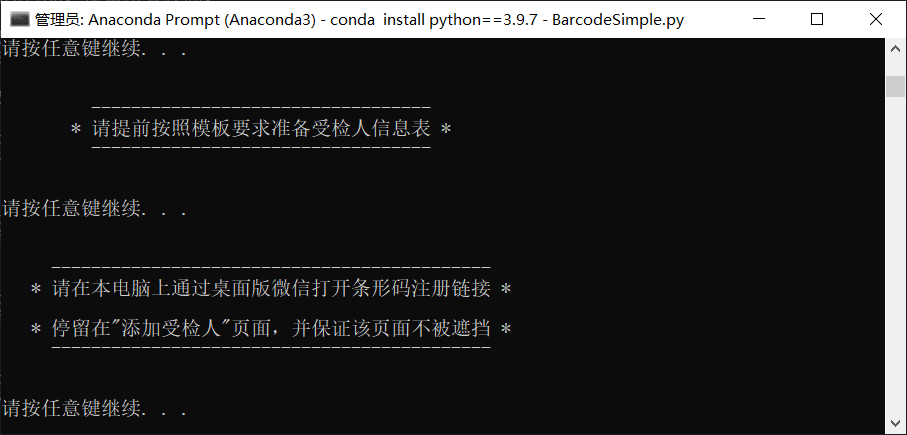 管理员: Anaconda Prompt (Anaconda3) - conda  install python==3.9.7 - BarcodeSimple.py
请按任意键继续. . .
----------------------------------
* 请提前按照模板要求准备受检人信息表 *
----------------------------------
请按任意键继续. . .
--------------------------------------------
* 请在本电脑上通过桌面版微信打开条形码注册链接 *
* 停留在"添加受检人"页面，并保证该页面不被遮挡 *
--------------------------------------------
请按任意键继续. . .